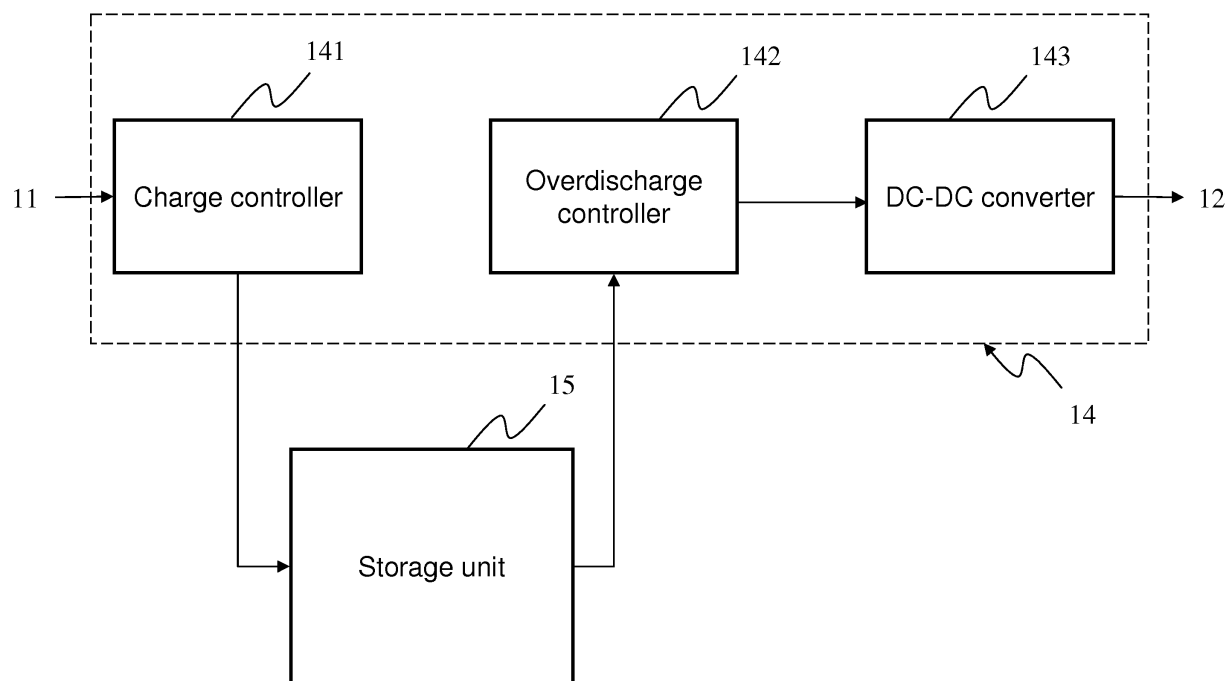 141
142
143
11
Charge controller
Overdischarge
controller
DC-DC converter
12
14
15
Storage unit